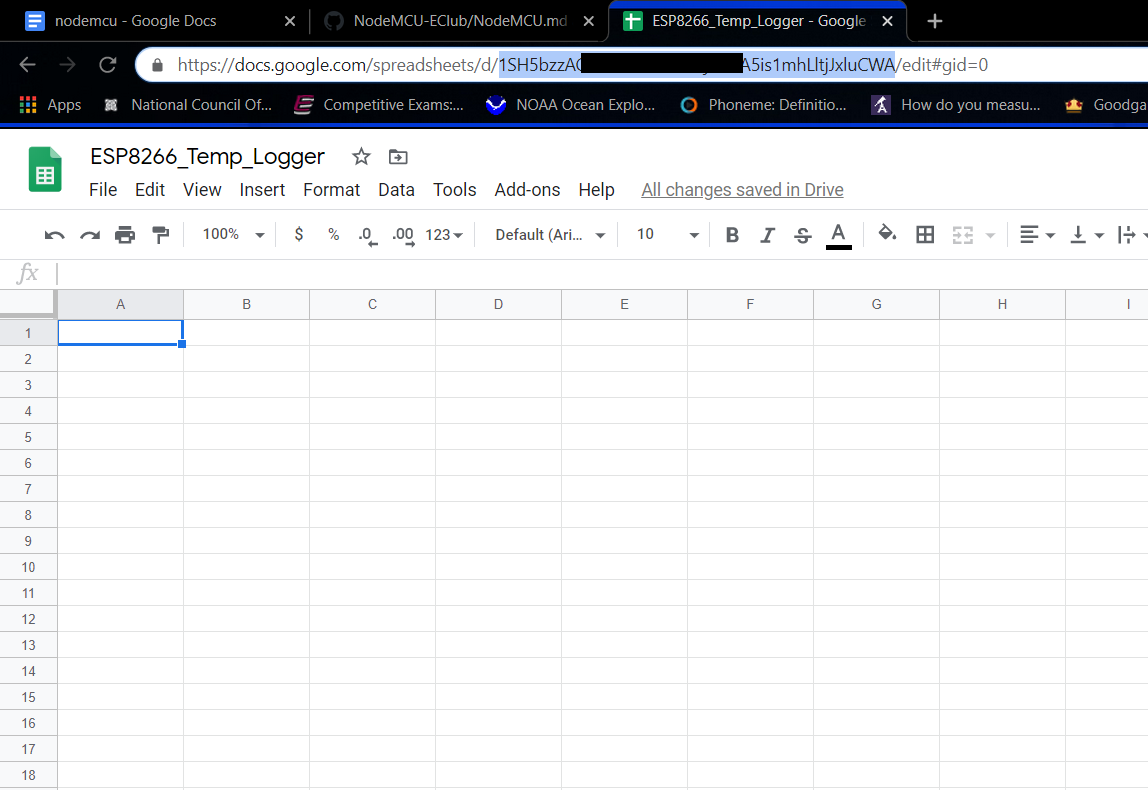 nodemcu - Google Docs
NodeMCU-EClub/NodeMCU.md
ESP8266_Temp_Logger - Google
https://docs.google.com/spreadsheets/d/1SH5bzzA A5is1mhLltjJxluCWA/edit#gid=0
Apps National Council Of... Competitive Exams:... NOAA Ocean Explo... Phoneme: Definitio... How do you measu... Goodga
ESP8266_Temp_Logger
File Edit View Insert Format Data Tools Add-ons Help All changes saved in Drive
100% $ % .0 .00 123 Default (Ari... 10 B I S A
fx
A B C D E F G H I
1
2
3
4
5
6
7
8
9
10
11
12
13
14
15
16
17
18